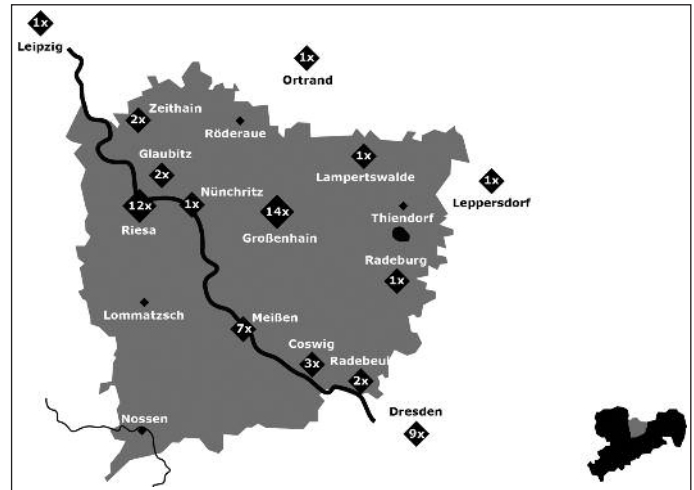 1x
Leipzig
1x
Ortrand
Zeithain
2x
Röderaue
Glaubitz
2x
1x
Lampertswalde
1x
Leppersdorf
Nünchritz
12x
1x
14x
Riesa
Großenhain
Thiendorf
Radeburg
1x
Lommatzsch
Meißen
7x
Coswig
3x
Radebeul
2x
Dresden
9x
Nossen